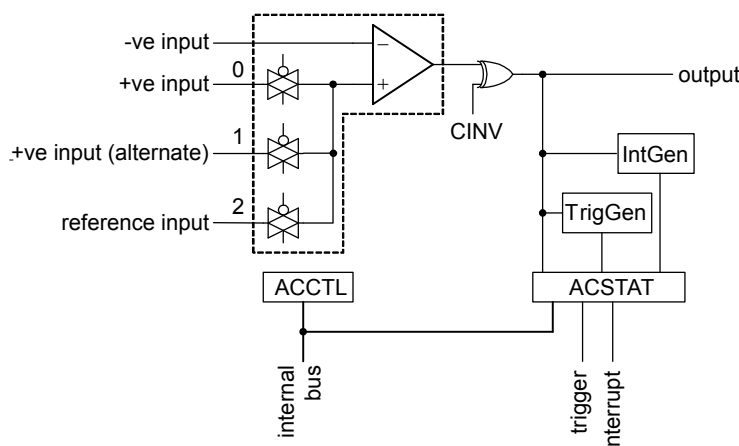 -ve input
+ve input
0
+ve input (alternate)
1
reference input
2
−
+
CINV
output
IntGen
TrigGen
ACCTL
ACSTAT
internal
bus
trigger
nterrupt